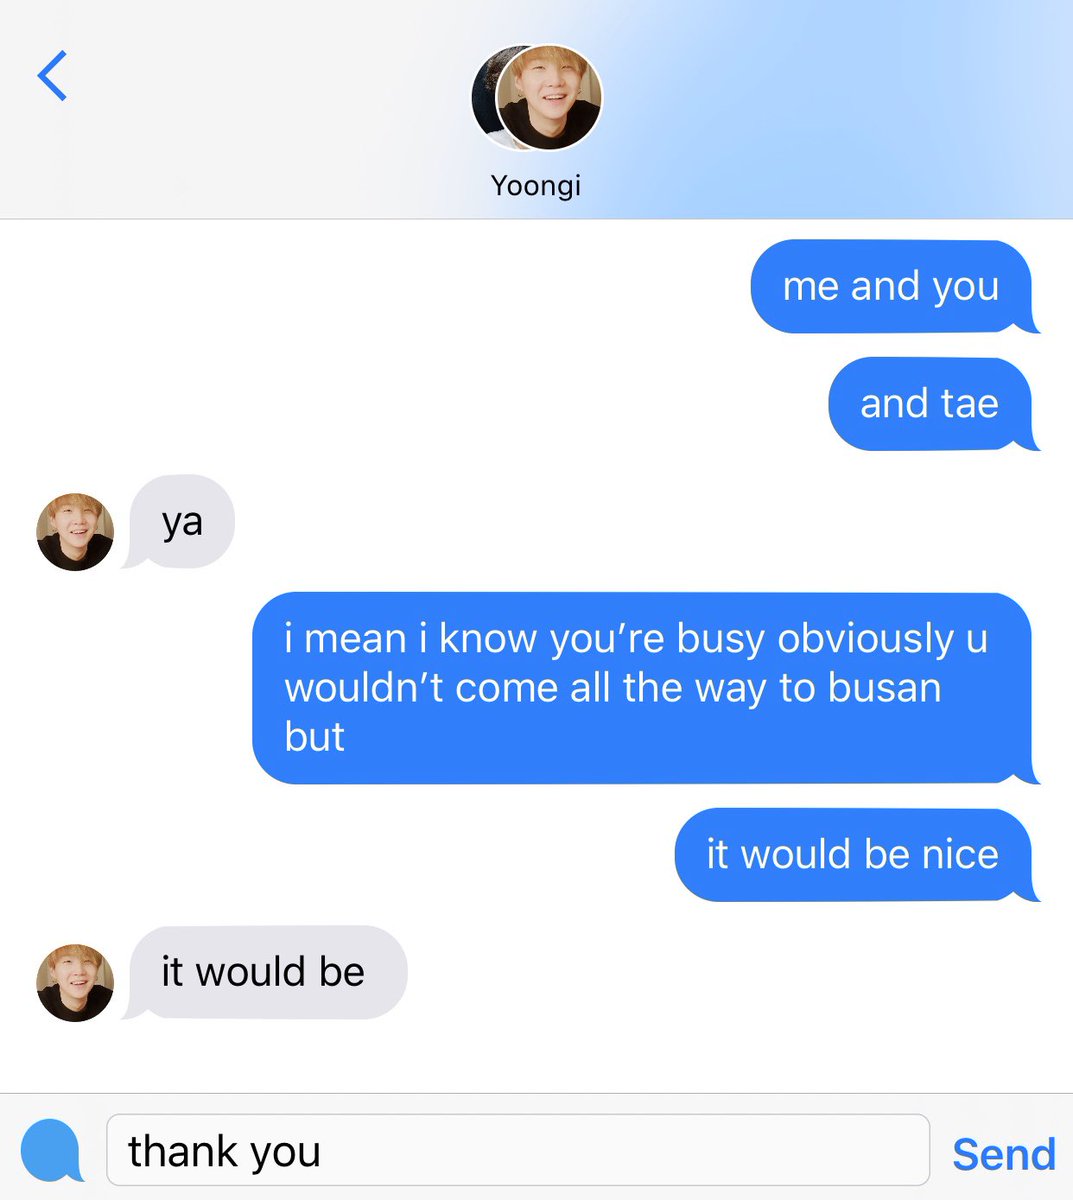 Yoongi
me and you
and tae
ya
i mean i know you’re busy obviously u
wouldn’t come all the way to busan
but
it would be nice
it would be
thank you
Send